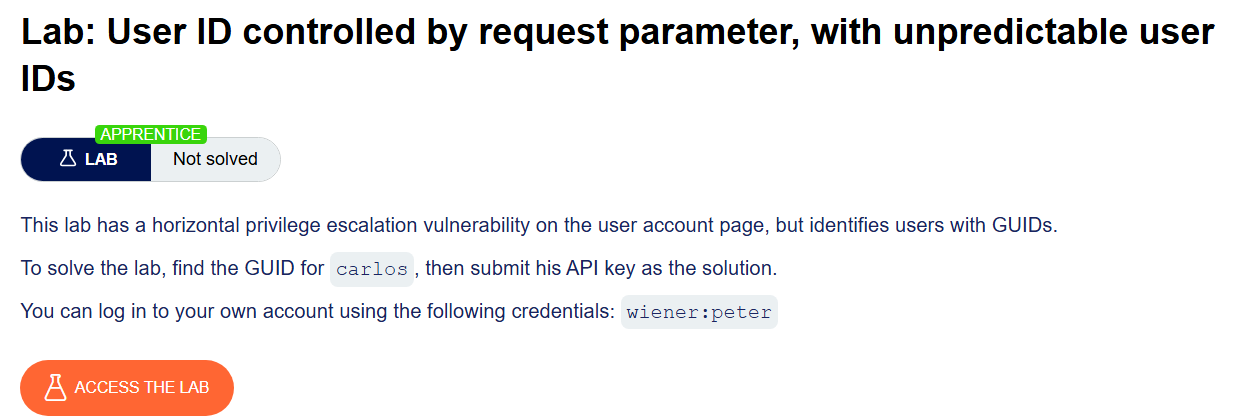 Lab: User ID controlled by request parameter, with unpredictable user
IDs
APPRENTICE
LAB Not solved
This lab has a horizontal privilege escalation vulnerability on the user account page, but identifies users with GUIDs.
To solve the lab, find the GUID for carlos, then submit his API key as the solution.
You can log in to your own account using the following credentials: wiener:peter
ACCESS THE LAB